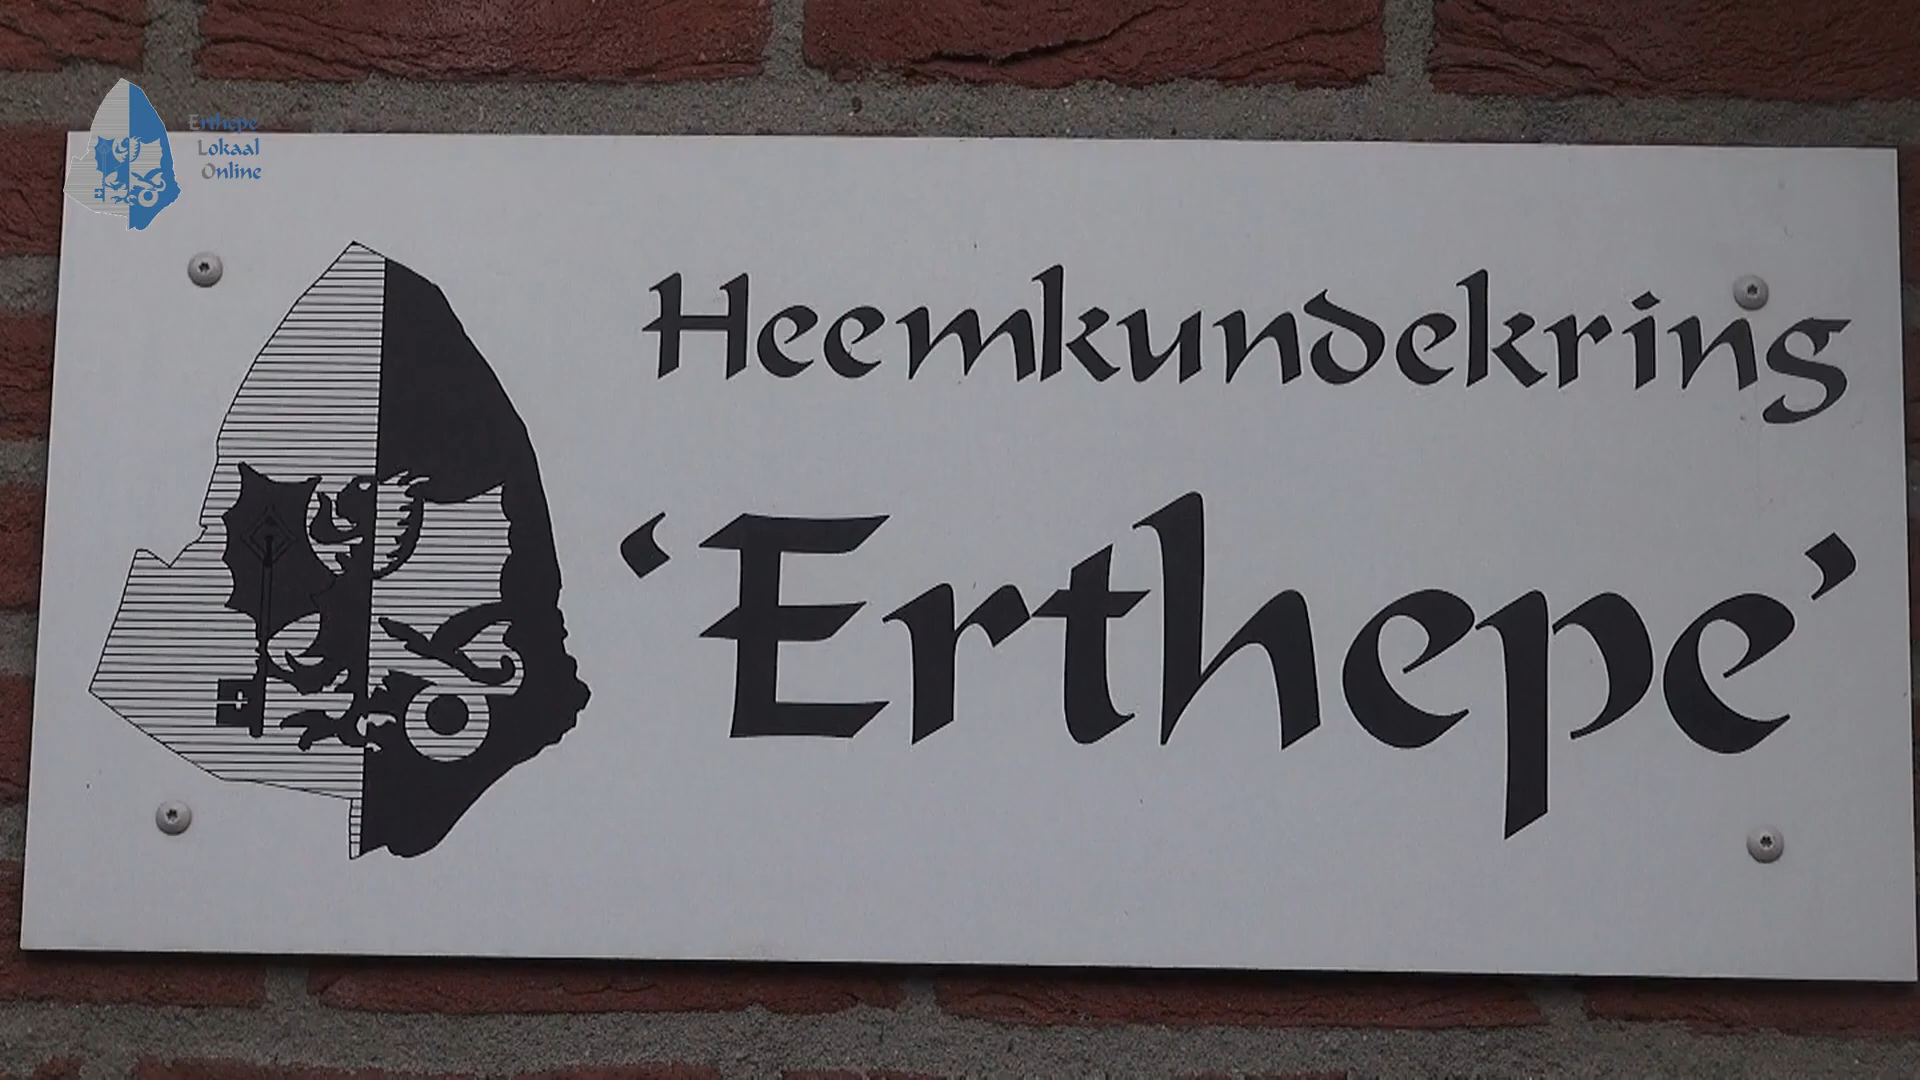 Erthepe
Lokaal
Online
Heemkundekring
‘Erthepe’